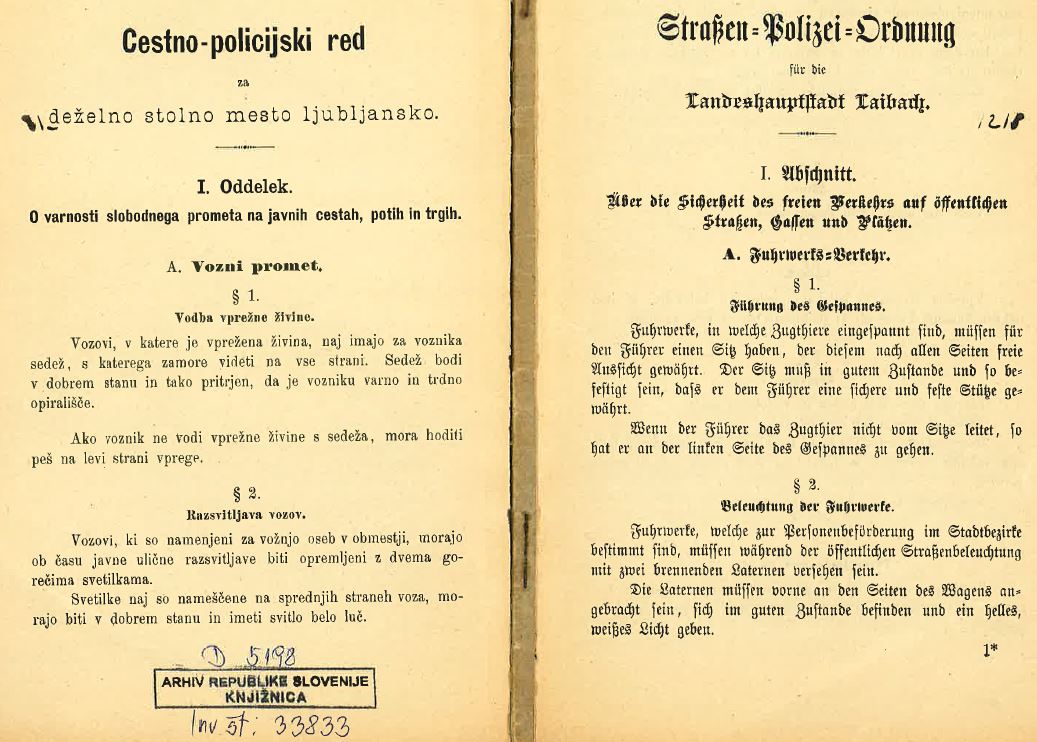 Cestno-policijski red
za
deželno stolno mesto ljubljansko.
I. Oddelek.
O varnosti slobodnega prometa na javnih cestah, potih in trgih.
A. Vozni promet.
§ 1.
Vodba vprežne živine.
Vozovi, v katere je vprežena živina, naj imajo za voznika
sedež, s katerega zamore videti na vse strani. Sedež bodi
v dobrem stanu in tako pritrjen, da je vozniku varno in trdno
opirališče.
Ako voznik ne vodi vprežne živine s sedeža, mora hoditi
peš na levi strani vprege.
§ 2.
Razsvitljava vozov.
Vozovi, ki so namenjeni za vožnjo oseb v obmestji, morajo
ob času javne ulične razsvitljave biti opremljeni z dvema go-
rečima svetilkama.
Svetilke naj so nameščene na sprednjih straneh voza, mo-
rajo biti v dobrem stanu in imeti svitlo belo luč.
D 5198
ARHIV REPUBLIKE SLOVENIJE
KNJIŽNICA
Inv. št: 33833
Straßen-Polizei-Ordnung
für die
Landeshauptstadt Laibach.
1218
I. Abschnitt.
Über die Sicherheit des freien Verkehrs auf öffentlichen
Straßen, Gassen und Plätzen.
A. Fuhrwerks-Verkehr.
§ 1.
Führung des Gespannes.
Fuhrwerke, in welche Zugthiere eingespannt sind, müssen für
den Führer einen Sitz haben, der diesem nach allen Seiten freie
Aussicht gewährt. Der Sitz muß in gutem Zustande und so be-
festigt sein, dass er dem Führer eine sichere und feste Stütze ge-
währt.
Wenn der Führer das Zugthier nicht vom Sitze leitet, so
hat er an der linken Seite des Gespannes zu gehen.
§ 2.
Beleuchtung der Fuhrwerke.
Fuhrwerke, welche zur Personenbeförderung im Stadtbezirke
bestimmt sind, müssen während der öffentlichen Straßenbeleuchtung
mit zwei brennenden Laternen versehen sein.
Die Laternen müssen vorne an den Seiten des Wagens an-
gebracht sein, sich im guten Zustande befinden und ein helles,
weißes Licht geben.
1*